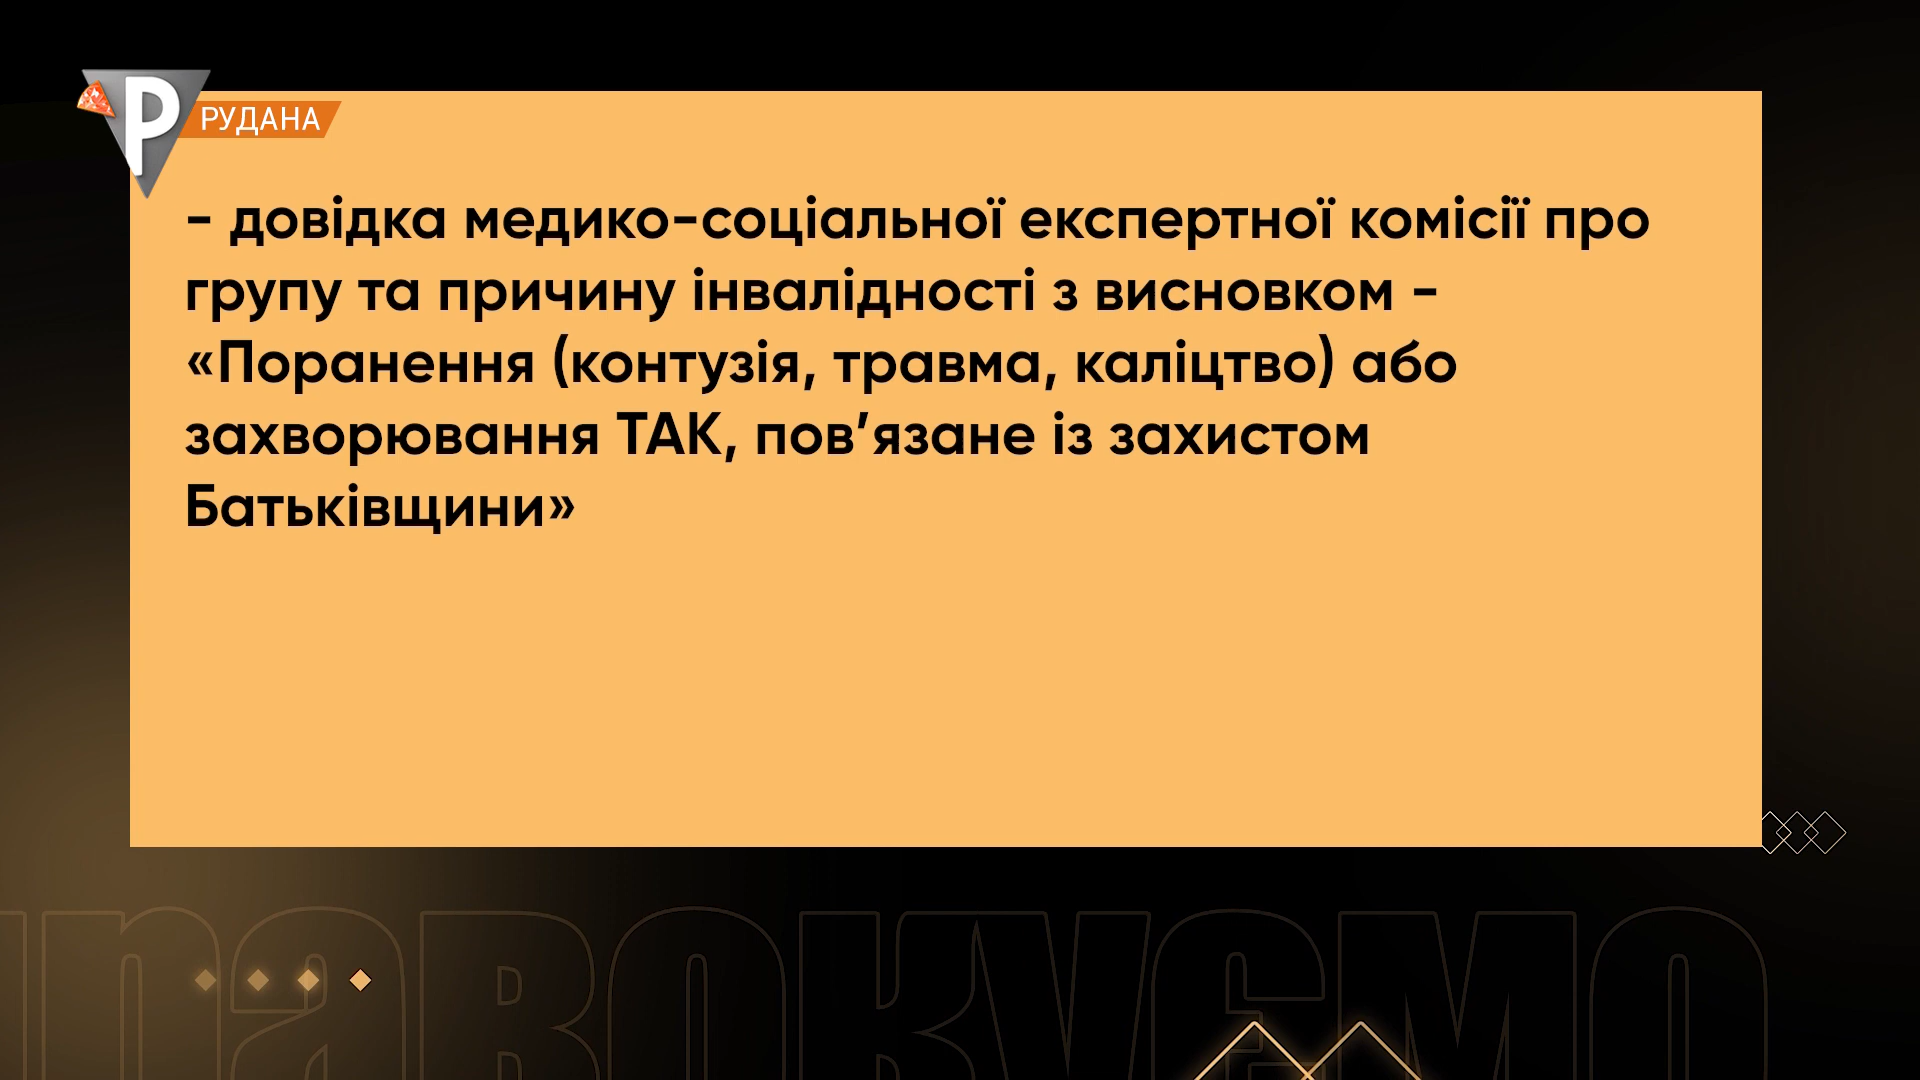 Р
РУДАНА
- довідка медико-соціальної експертної комісії про
групу та причину інвалідності з висновком -
«Поранення (контузія, травма, каліцтво) або
захворювання ТАК, пов’язане із захистом
Батьківщини»